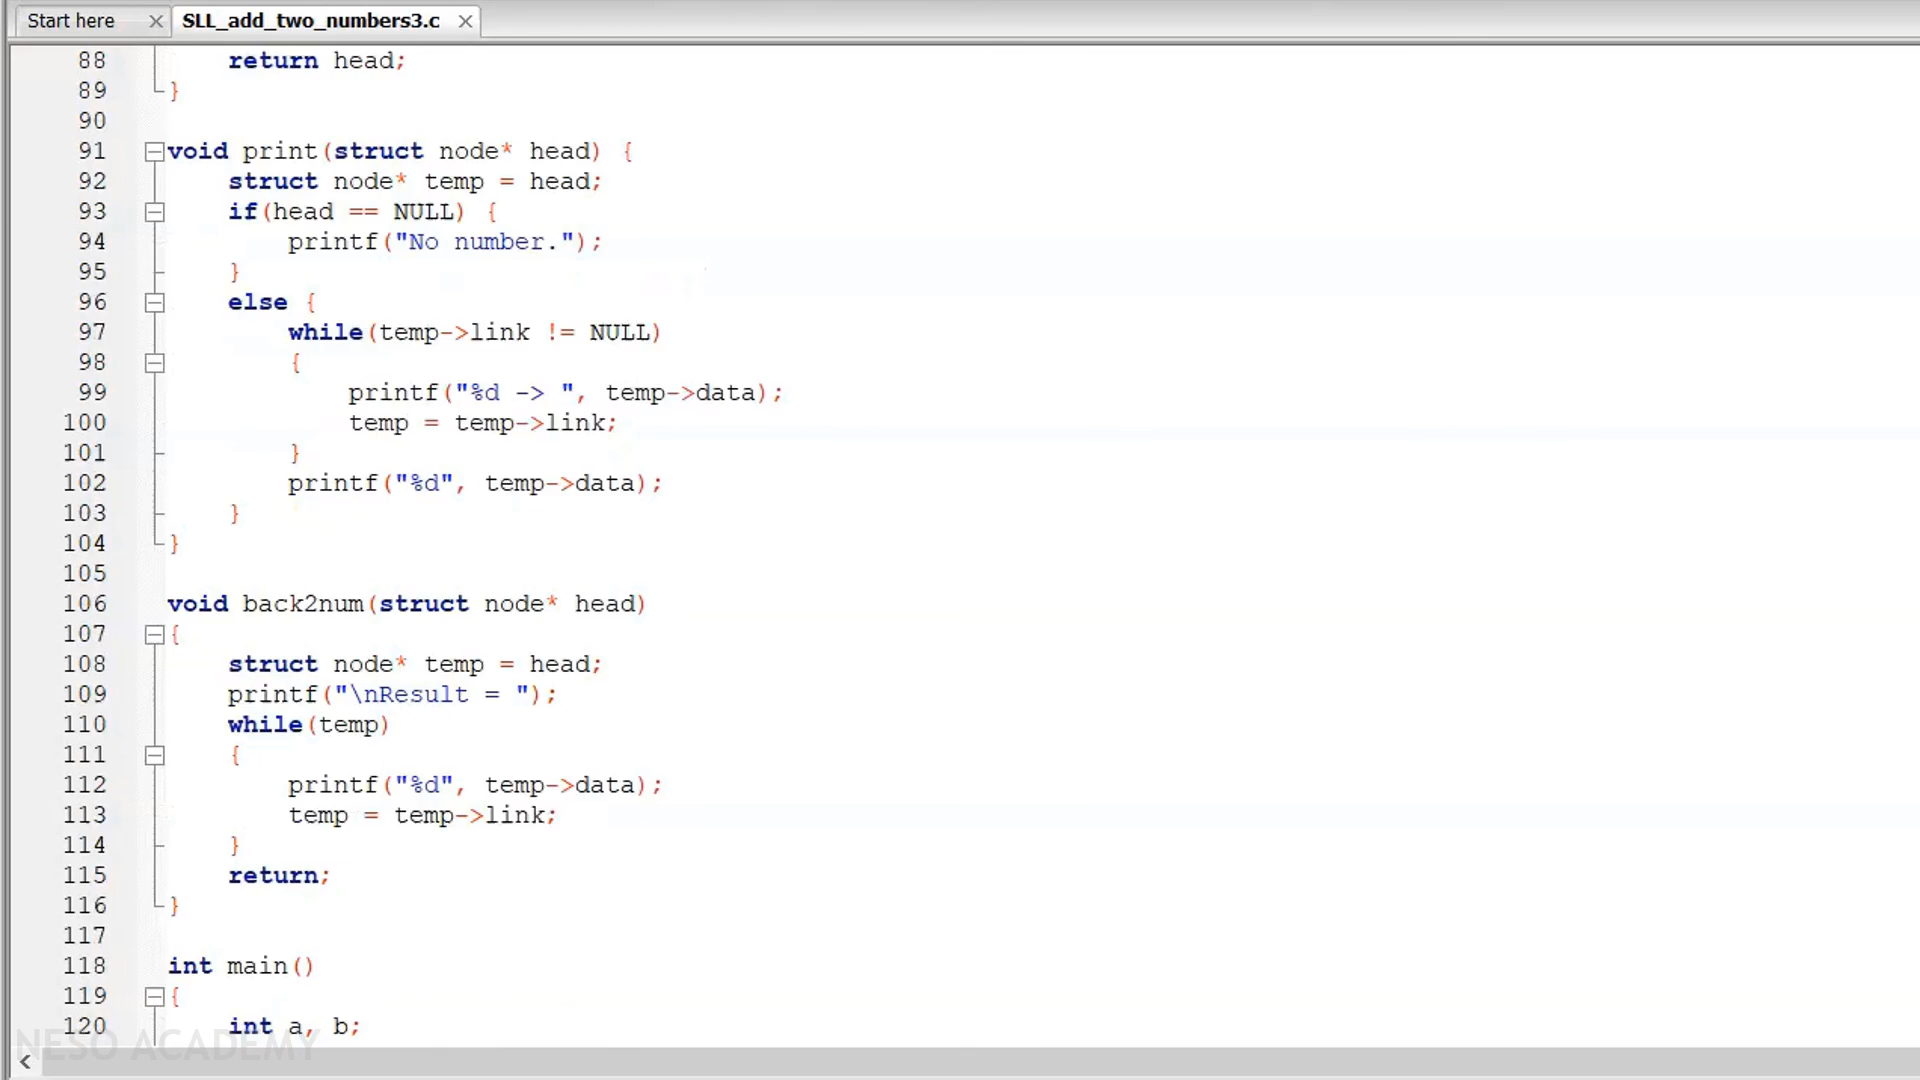 Start here
SLL_add_two_numbers3.c
88 return head;
89 }
90
91 void print(struct node* head) {
92 struct node* temp = head;
93 if(head == NULL) {
94 printf("No number.");
95 }
96 else {
97 while(temp->link != NULL)
98 {
99 printf("%d -> ", temp->data);
100 temp = temp->link;
101 }
102 printf("%d", temp->data);
103 }
104 }
105
106 void back2num(struct node* head)
107 {
108 struct node* temp = head;
109 printf("\nResult = ");
110 while(temp)
111 {
112 printf("%d", temp->data);
113 temp = temp->link;
114 }
115 return;
116 }
117
118 int main()
119 {
120 int a, b;
NESO ACADEMY